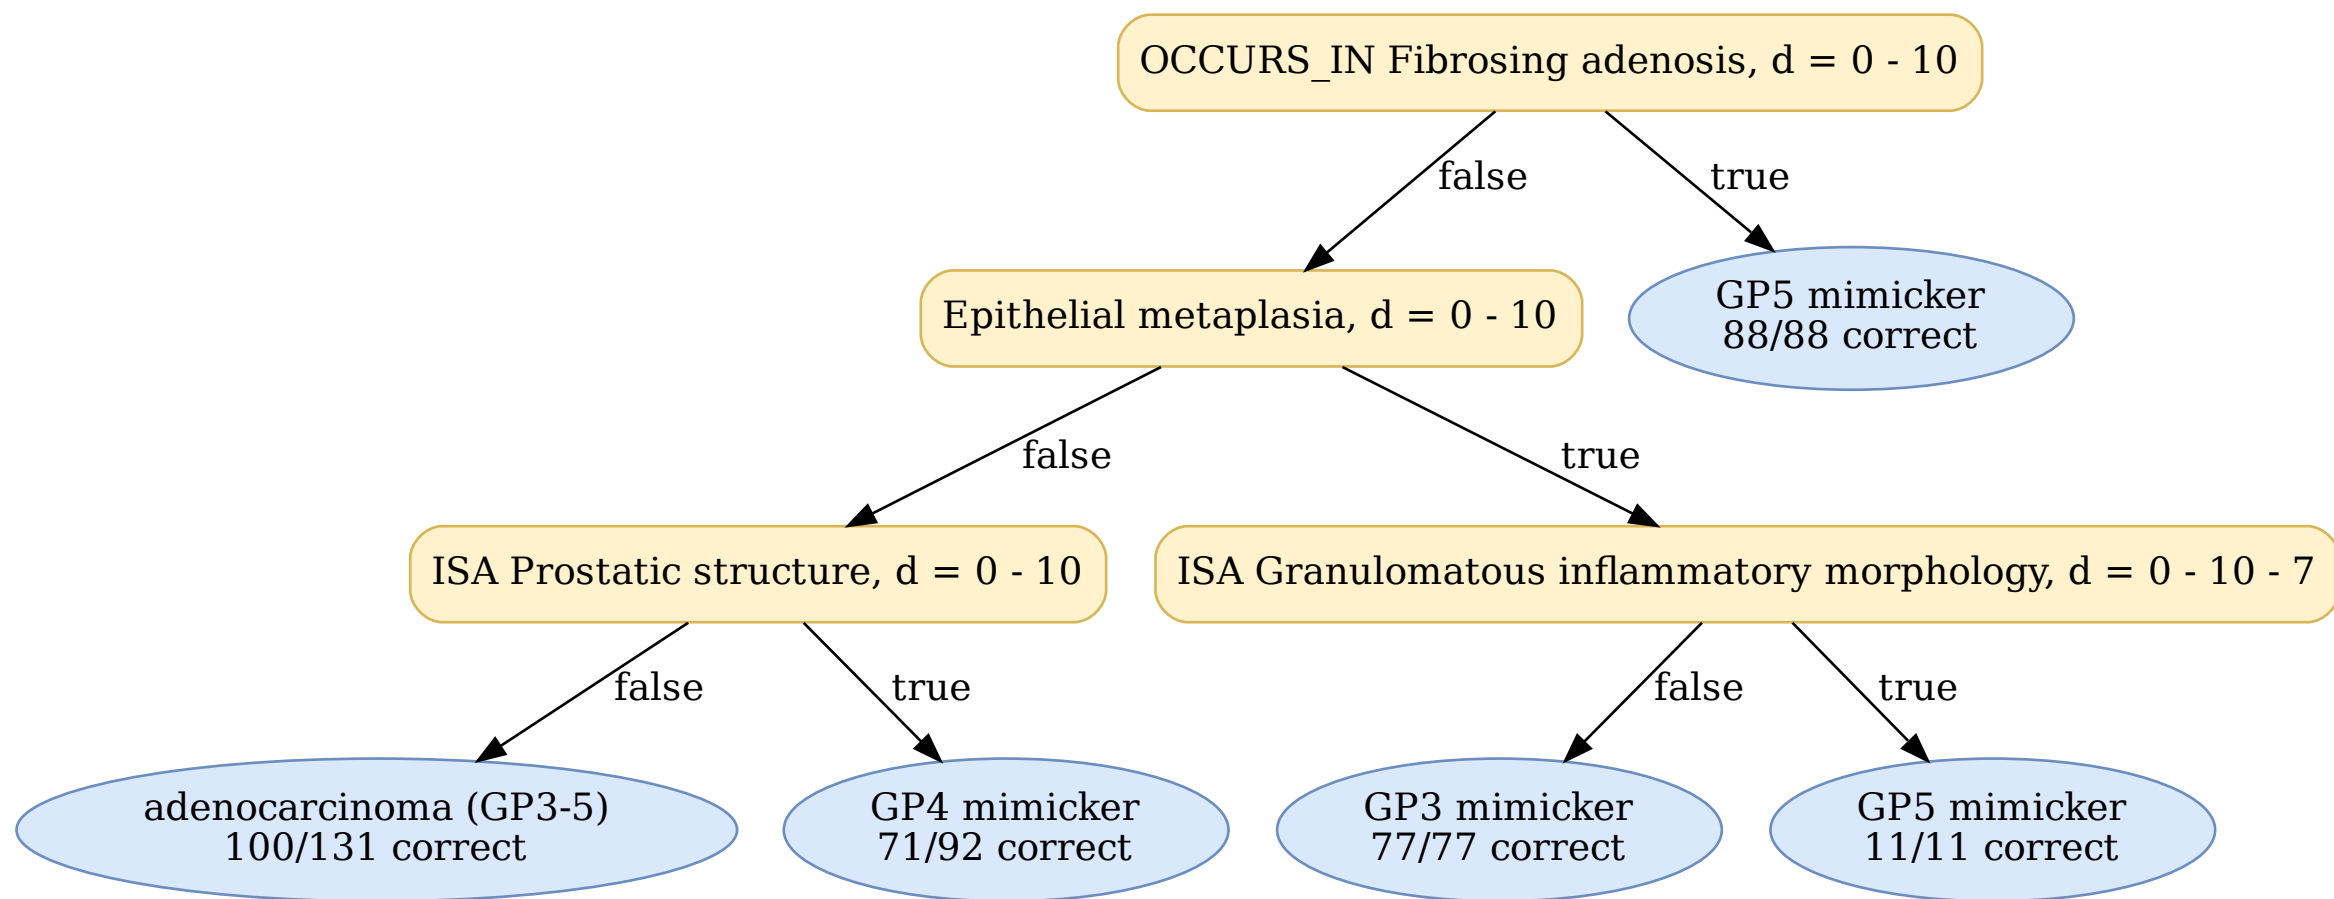 OCCURS_IN Fibrosing adenosis, d = 0 - 10
false
true
Epithelial metaplasia, d = 0 - 10
GP5 mimicker
88/88 correct
false
true
ISA Prostatic structure, d = 0 - 10
ISA Granulomatous inflammatory morphology, d = 0 - 10 - 7
false
true
false
true
adenocarcinoma (GP3-5)
100/131 correct
GP4 mimicker
71/92 correct
GP3 mimicker
77/77 correct
GP5 mimicker
11/11 correct